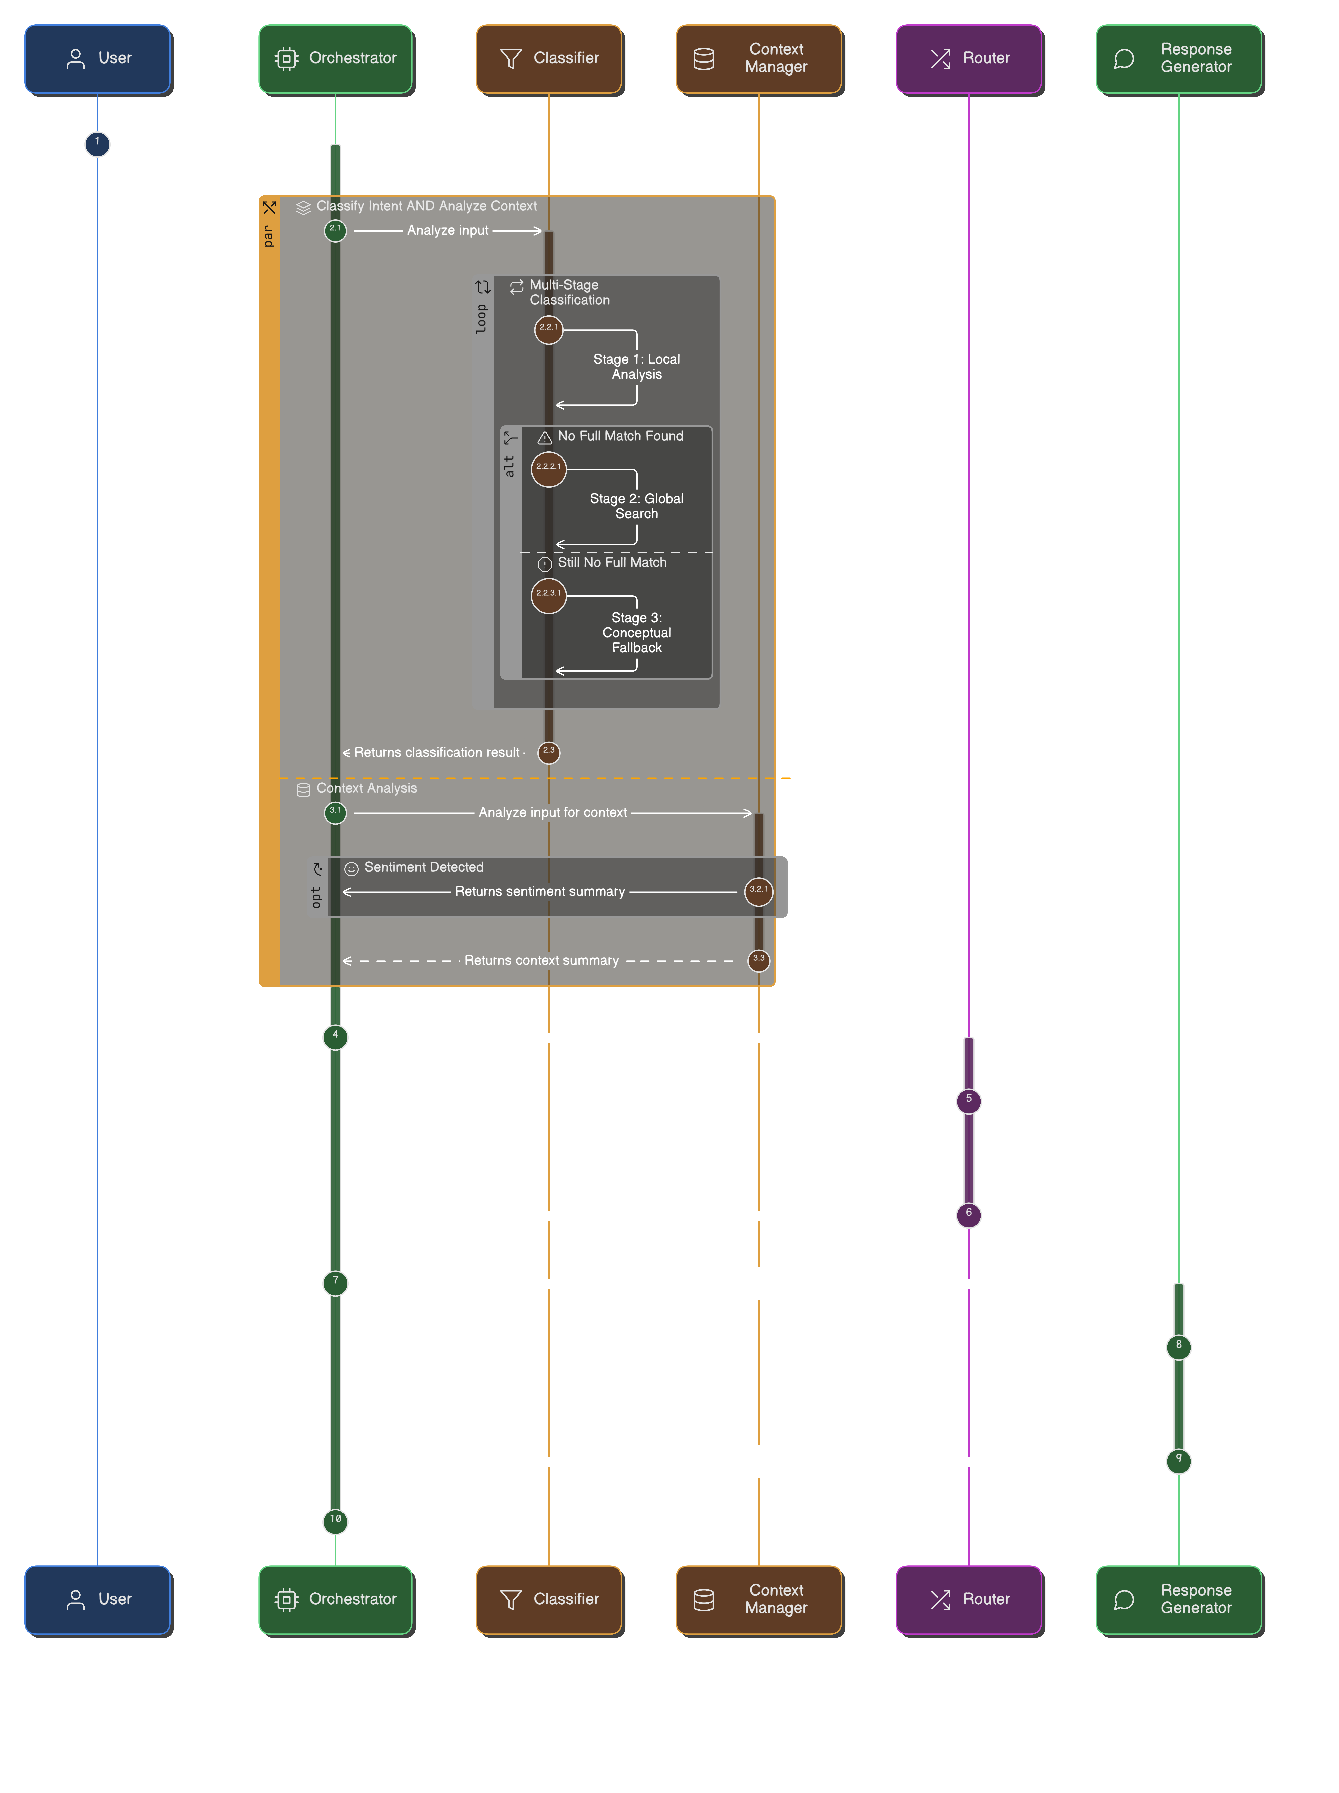 User
Orchestrator
Classifier
Context
Manager
Router
Response
Generator
1
par
Classify Intent AND Analyze Context
2.1
Analyze input
loop
Multi-Stage
Classification
2.2.1
Stage 1: Local
Analysis
alt
No Full Match Found
2.2.2.1
Stage 2: Global
Search
Still No Full Match
2.2.3.1
Stage 3:
Conceptual
Fallback
Returns classification result
2.3
Context Analysis
3.1
Analyze input for context
opt
Sentiment Detected
Returns sentiment summary
3.2.1
Returns context summary
3.3
4
5
6
7
8
9
10
User
Orchestrator
Classifier
Context
Manager
Router
Response
Generator